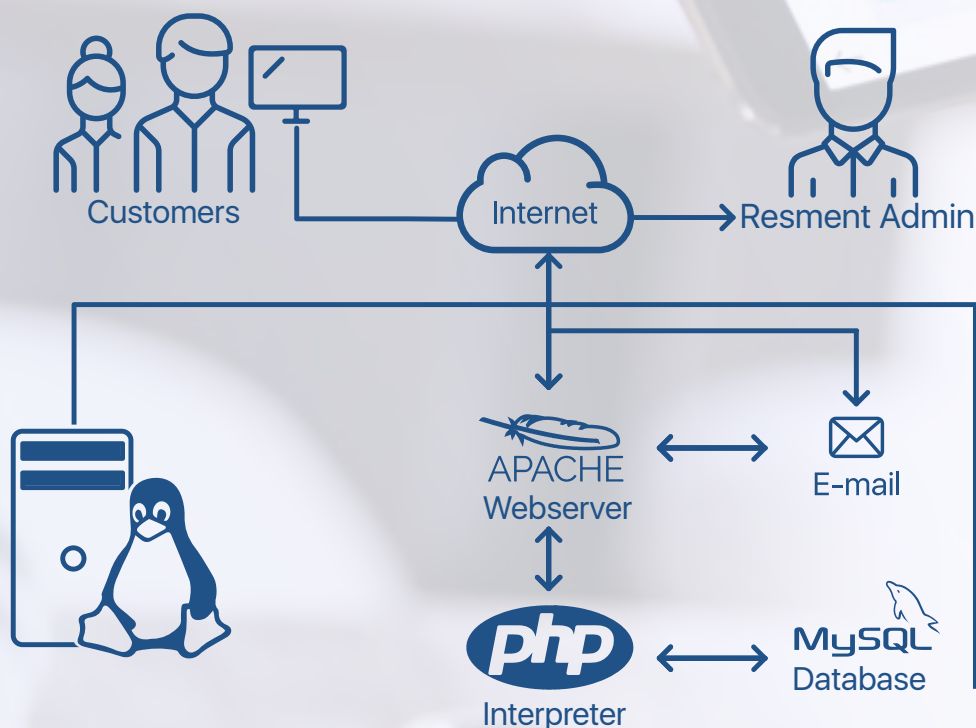 Customers
Internet
Resment Admin
APACHE
Webserver
E-mail
php
Interpreter
MySQL
Database